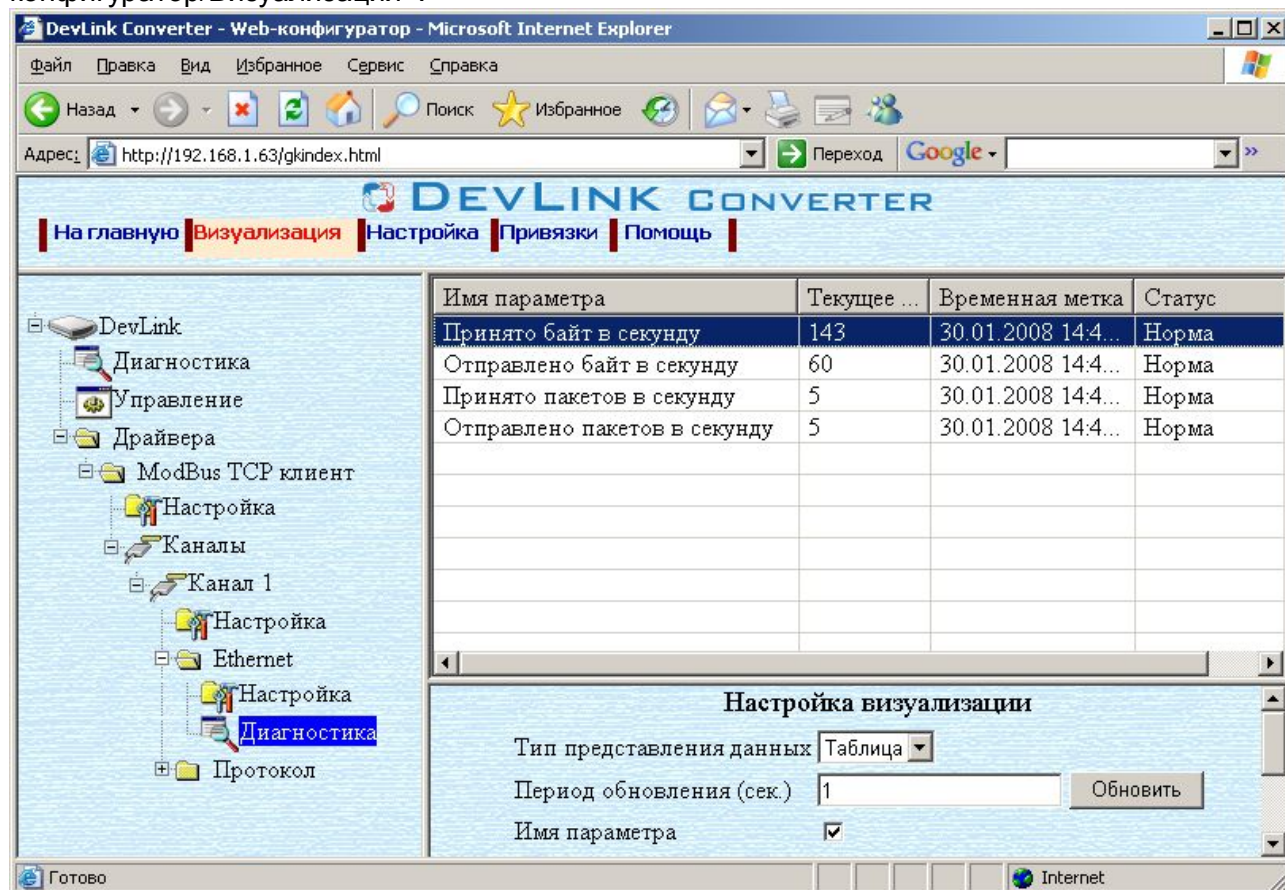 конфигуратор.Визуализации".
DevLink Converter - Web-конфигуратор - Microsoft Internet Explorer
Файл Правка Вид Избранное Сервис Справка
Назад Поиск Избранное
Адрес: http://192.168.1.63/gkindex.html Переход Google
DEVLINK CONVERTER
На главную Визуализация Настройка Привязки Помощь
DevLink
Диагностика
Управление
Драйвера
ModBus TCP клиент
Настройка
Каналы
Канал 1
Настройка
Ethernet
Настройка
Диагностика
Протокол
Имя параметра Текущее ... Временная метка Статус
Принято байт в секунду 143 30.01.2008 14:4... Норма
Отправлено байт в секунду 60 30.01.2008 14:4... Норма
Принято пакетов в секунду 5 30.01.2008 14:4... Норма
Отправлено пакетов в секунду 5 30.01.2008 14:4... Норма
Настройка визуализации
Тип представления данных Таблица
Период обновления (сек.) 1 Обновить
Имя параметра
Готово Internet